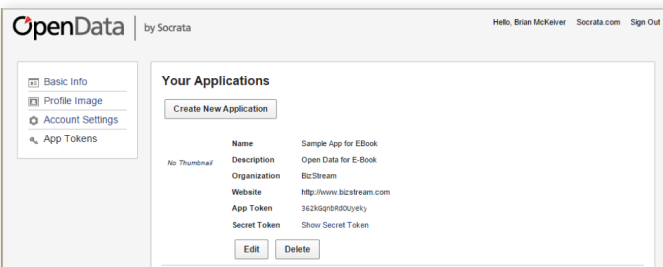 OpenData | by Socrata
Hello, Brian McKeiver Socrata.com Sign Out
Basic Info
Profile Image
Account Settings
App Tokens
Your Applications
Create New Application
No Thumbnail
Name Sample App for EBook
Description Open Data for E-Book
Organization BizStream
Website http://www.bizstream.com
App Token 362kGqnbRdOUyeky
Secret Token Show Secret Token
Edit Delete